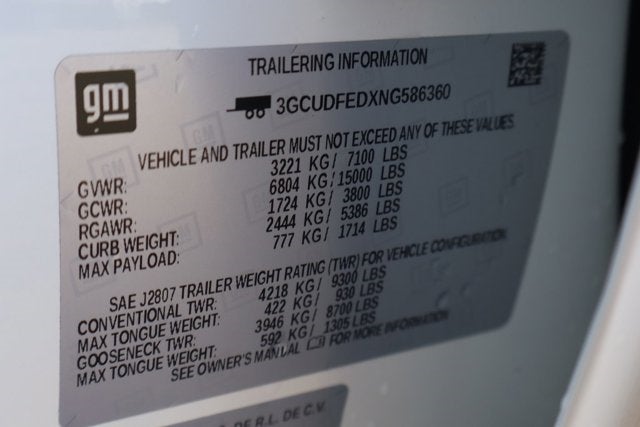 gm
TRAILERING INFORMATION
3GCUDFEDXNG586360
VEHICLE AND TRAILER MUST NOT EXCEED ANY OF THESE VALUES
GVWR: 3221 KG/ 7100 LBS
GCWR: 6804 KG/ 15000 LBS
RGAWR: 1724 KG/ 3800 LBS
CURB WEIGHT: 2444 KG/ 5386 LBS
MAX PAYLOAD: 777 KG/ 1714 LBS
SAE J2807 TRAILER WEIGHT RATING (TWR) FOR VEHICLE CONFIGURATION.
CONVENTIONAL TWR: 4218 KG/ 9300 LBS
MAX TONGUE WEIGHT: 422 KG/ 930 LBS
GOOSENECK TWR: 3946 KG/ 8700 LBS
MAX TONGUE WEIGHT: 592 KG/ 1305 LBS
SEE OWNER'S MANUAL FOR MORE INFORMATION
DE R.L. DE C.V.